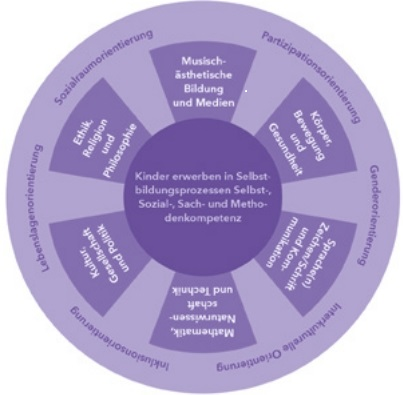 Musisch-
ästhetische
Bildung
und Medien
Körper,
Bewegung
und
Gesundheit
Sprache(n)
Zeichen/Schrift
und Kom-
munikation
Mathematik,
Naturwissen-
schaft
und Technik
Kultur,
Gesellschaft
und Politik
Ethik,
Religion
und
Philosophie
Kinder erwerben in Selbst-
bildungsprozessen Selbst-,
Sozial-, Sach- und Metho-
denkompetenz
Partizipationsorientierung
Genderorientierung
Interkulturelle Orientierung
Inklusionsorientierung
Lebenslagenorientierung
Sozialraumorientierung